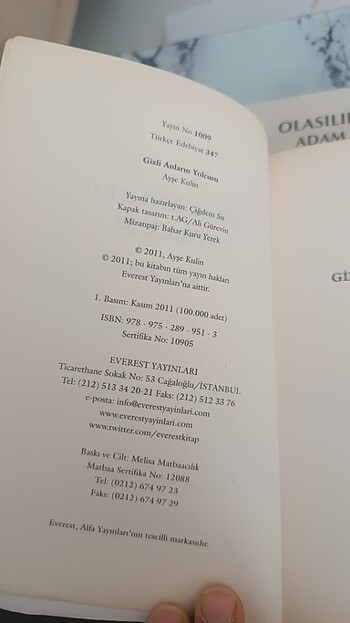 Yayın No 1009
Türkçe Edebiyat 347
Gizli Anların Yolcusu
Ayşe Kulin
Yayına hazırlayan: Çiğdem Su
Kapak tasarım: t.AG/Ali Gürevin
Mizanpaj: Bahar Kuru Yerek
© 2011, Ayşe Kulin
© 2011; bu kitabın tüm yayın hakları
Everest Yayınları'na aittir.
1. Basım: Kasım 2011 (100.000 adet)
ISBN: 978 - 975 - 289 - 951 - 3
Sertifika No: 10905
EVEREST YAYINLARI
Ticarethane Sokak No: 53 Cağaloğlu/İSTANBUL
Tel: (212) 513 34 20-21 Faks: (212) 512 33 76
e-posta: info@everestyayinlari.com
www.everestyayinlari.com
www.twitter.com/everestkitap
Baskı ve Cilt: Melisa Matbaacılık
Matbaa Sertifika No: 12088
Tel: (0212) 674 97 23
Faks: (0212) 674 97 29
Everest, Alfa Yayınları'nın tescilli markasıdır.
ADAM